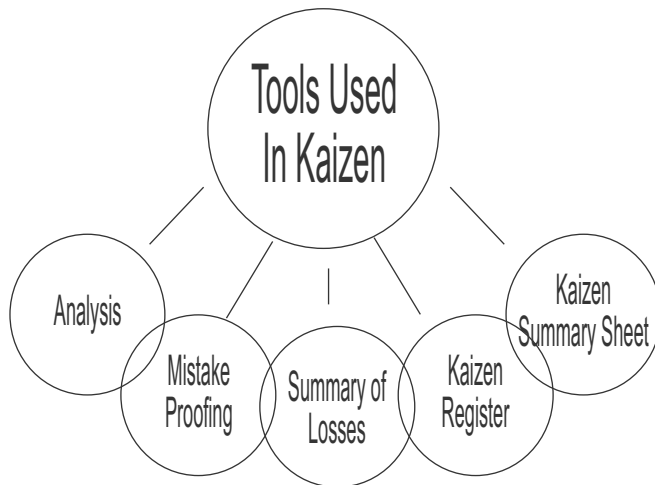 Tools Used
In Kaizen
Analysis
Mistake
Proofing
Summary of
Losses
Kaizen
Register
Kaizen
Summary Sheet